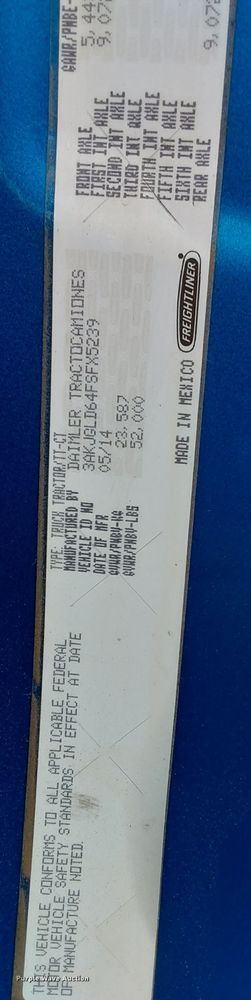 THIS VEHICLE CONFORMS TO ALL APPLICABLE FEDERAL
MOTOR VEHICLE SAFETY STANDARDS IN EFFECT AT DATE
OF MANUFACTURE NOTED.
TYPE: TRUCK TRACTOR/TT-CT
MANUFACTURED BY DAIMLER TRACTOCAMIONES
VEHICLE ID NO 3AKJGLD64FSFX5239
DATE OF MFR 05/14
GVWR/PNBV-KG 23,587
GVWR/PNBV-LBS 52,000
MADE IN MEXICO FREIGHTLINER
GAWR/PNBE-
FRONT AXLE 5,44
FIRST INT AXLE 9,07
SECOND INT AXLE
THIRD INT AXLE
FOURTH INT AXLE
FIFTH INT AXLE
SIXTH INT AXLE
REAR AXLE 9,07
Purple Wave Auction